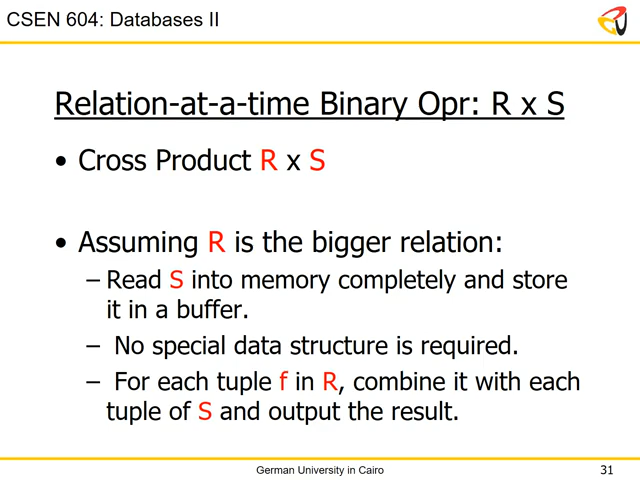 CSEN 604: Databases II
Relation-at-a-time Binary Opr: R x S
• Cross Product R x S
• Assuming R is the bigger relation:
– Read S into memory completely and store
it in a buffer.
– No special data structure is required.
– For each tuple f in R, combine it with each
tuple of S and output the result.
German University in Cairo
31